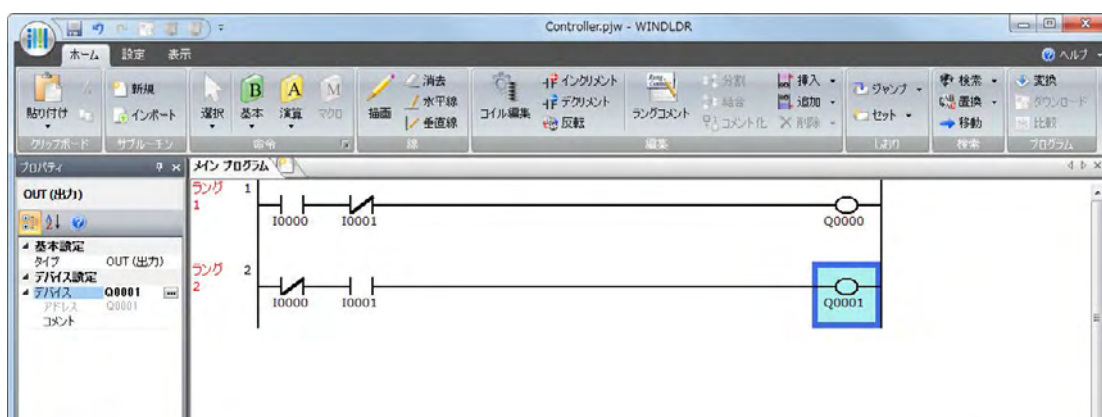 Controller.pjw - WINDLDR
ホーム 設定 表示 ヘルプ
貼り付け
新規
インポート
選択 基本 演算 マクロ
B A M
描画
消去
水平線
垂直線
コイル編集
インクリメント
デクリメント
反転
ラングコメント
分割
結合
コメント化
挿入
追加
削除
ジャンプ
セット
検索
置換
移動
変換
ダウンロード
比較
クリップボード サブルーチン 命令 線 編集 しおり 検索 プログラム
プロパティ
メイン プログラム
OUT (出力)
基本設定
タイプ OUT (出力)
デバイス設定
デバイス Q0001
アドレス Q0001
コメント
ラング 1
1
I0000 I0001 Q0000
ラング 2
2
I0000 I0001 Q0001